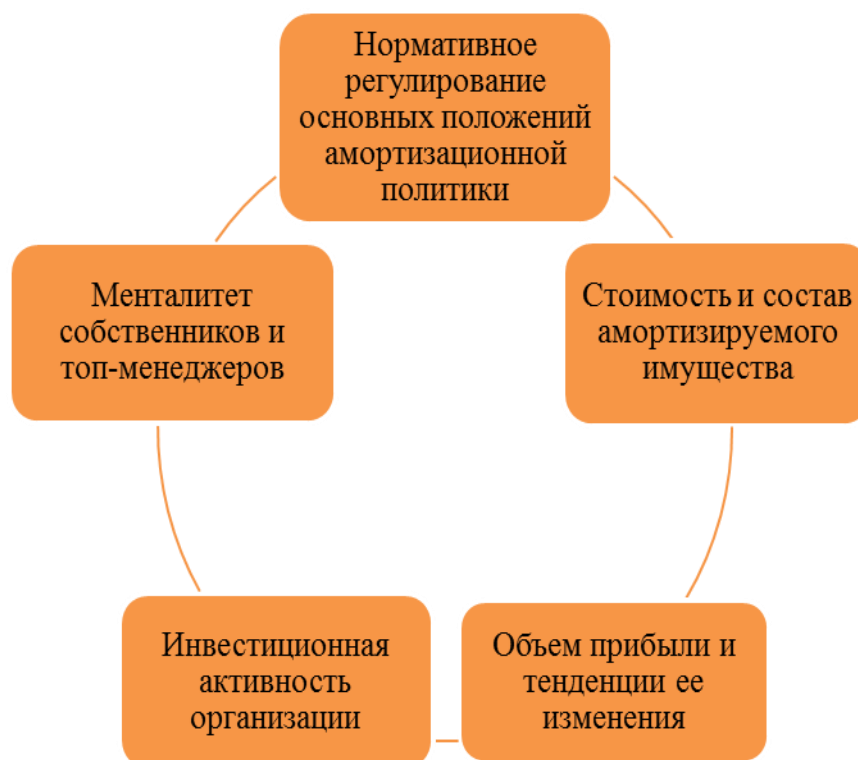 Нормативное
регулирование
основных положений
амортизационной
политики
Менталитет
собственников и
топ-менеджеров
Стоимость и состав
амортизируемого
имущества
Инвестиционная
активность
организации
Объем прибыли и
тенденции ее
изменения